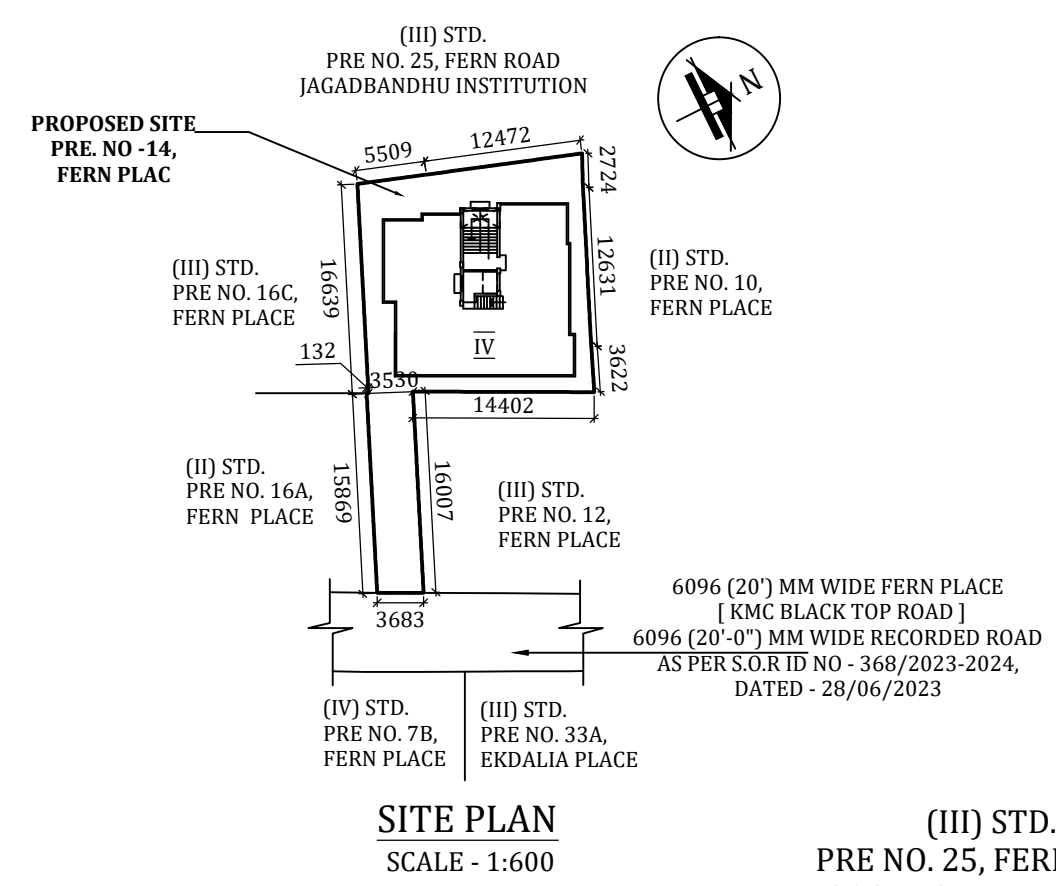 (III) STD.
PRE NO. 25, FERN ROAD
JAGADBANDHU INSTITUTION
N
PROPOSED SITE
PRE. NO -14,
FERN PLAC
5509
12472
2724
(III) STD.
PRE NO. 16C,
FERN PLACE
16639
12631
(II) STD.
PRE NO. 10,
FERN PLACE
IV
132
3530
3622
14402
(II) STD.
PRE NO. 16A,
FERN PLACE
15869
16007
(III) STD.
PRE NO. 12,
FERN PLACE
3683
6096 (20') MM WIDE FERN PLACE
[ KMC BLACK TOP ROAD ]
6096 (20'-0") MM WIDE RECORDED ROAD
AS PER S.O.R ID NO - 368/2023-2024,
DATED - 28/06/2023
(IV) STD.
PRE NO. 7B,
FERN PLACE
(III) STD.
PRE NO. 33A,
EKDALIA PLACE
SITE PLAN
SCALE - 1:600
(III) STD.
PRE NO. 25, FER